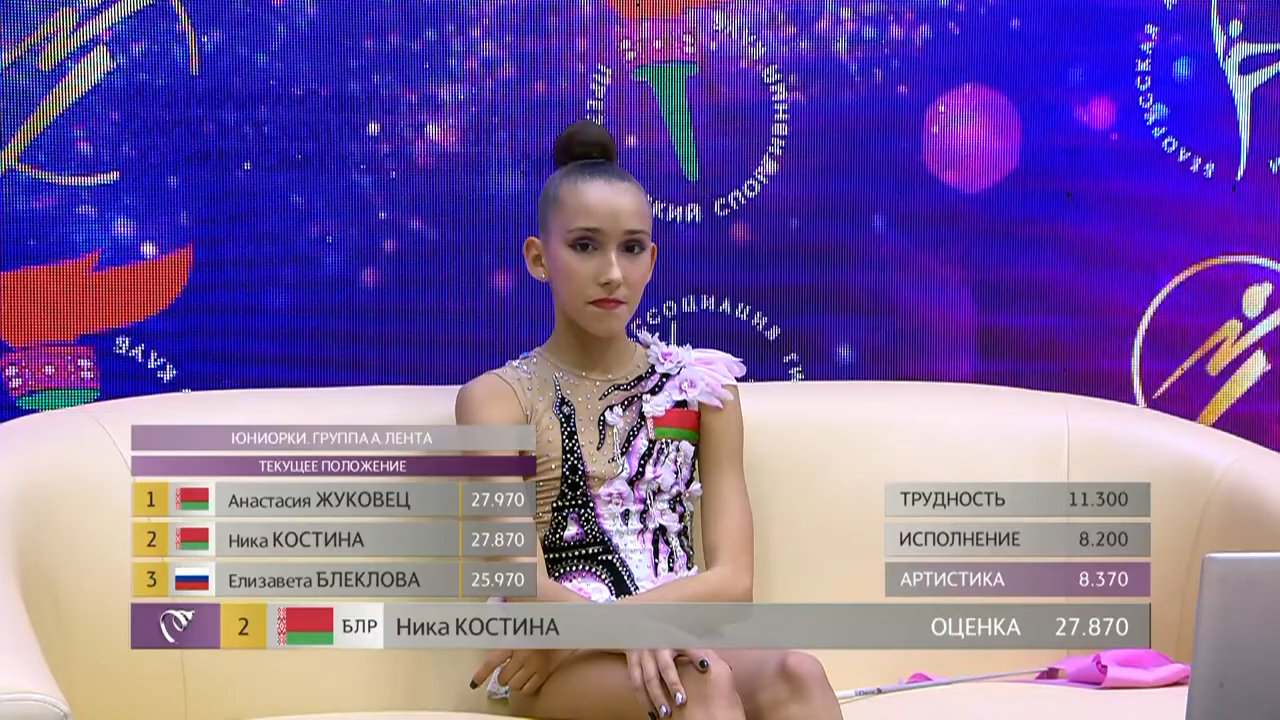 ЮНИОРКИ. ГРУППА А. ЛЕНТА
ТЕКУЩЕЕ ПОЛОЖЕНИЕ
1 Анастасия ЖУКОВЕЦ 27.970
2 Ника КОСТИНА 27.870
3 Елизавета БЛЕКЛОВА 25.970
2 БЛР Ника КОСТИНА ОЦЕНКА 27.870
ТРУДНОСТЬ 11.300
ИСПОЛНЕНИЕ 8.200
АРТИСТИКА 8.370